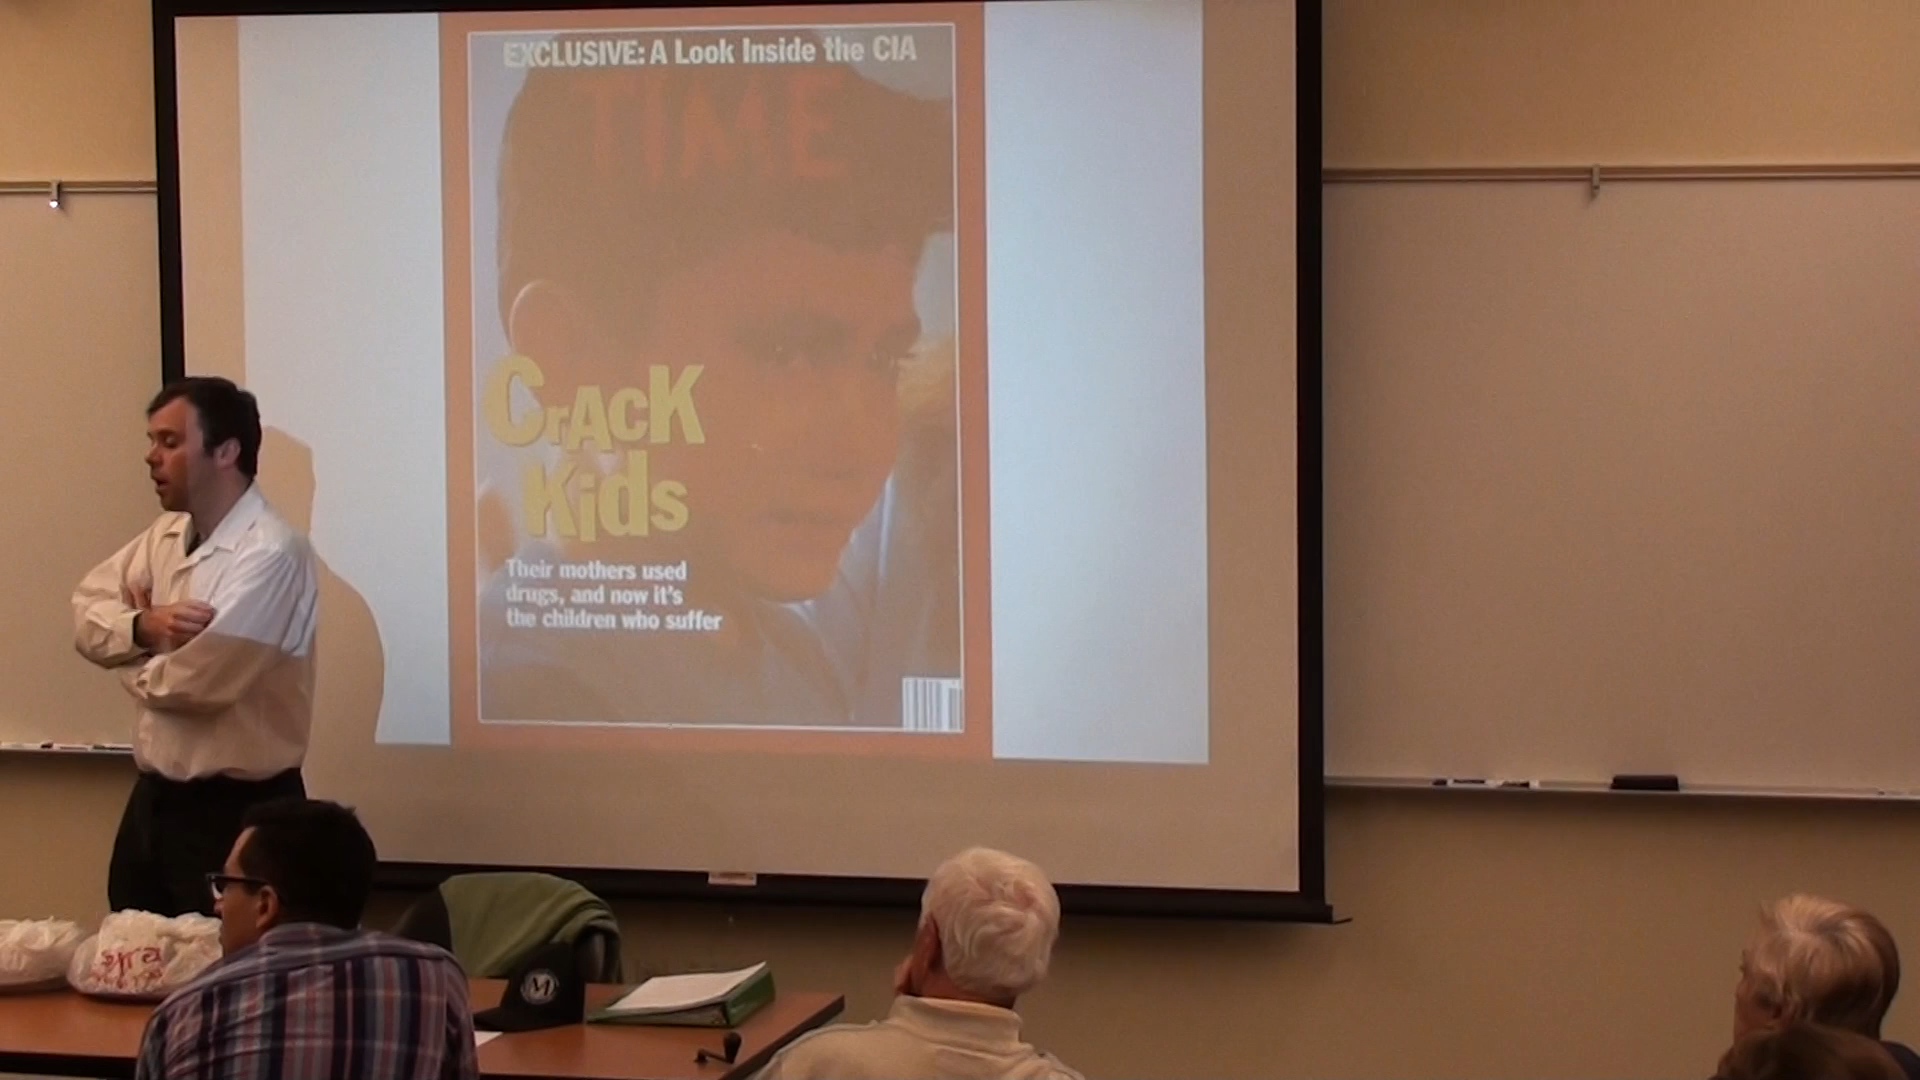 EXCLUSIVE: A Look Inside the CIA
TIME
CrAcK
Kids
Their mothers used
drugs, and now it's
the children who suffer
M